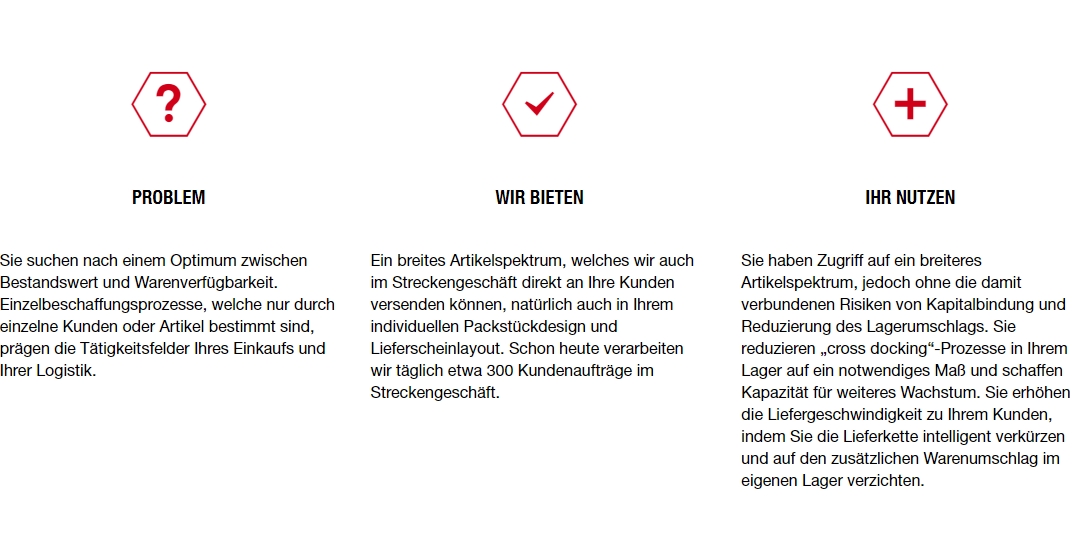 ?
PROBLEM
Sie suchen nach einem Optimum zwischen
Bestandswert und Warenverfügbarkeit.
Einzelbeschaffungsprozesse, welche nur durch
einzelne Kunden oder Artikel bestimmt sind,
prägen die Tätigkeitsfelder Ihres Einkaufs und
Ihrer Logistik.
WIR BIETEN
Ein breites Artikelspektrum, welches wir auch
im Streckengeschäft direkt an Ihre Kunden
versenden können, natürlich auch in Ihrem
individuellen Packstückdesign und
Lieferscheinlayout. Schon heute verarbeiten
wir täglich etwa 300 Kundenaufträge im
Streckengeschäft.
IHR NUTZEN
Sie haben Zugriff auf ein breiteres
Artikelspektrum, jedoch ohne die damit
verbundenen Risiken von Kapitalbindung und
Reduzierung des Lagerumschlags. Sie
reduzieren „cross docking“-Prozesse in Ihrem
Lager auf ein notwendiges Maß und schaffen
Kapazität für weiteres Wachstum. Sie erhöhen
die Liefergeschwindigkeit zu Ihrem Kunden,
indem Sie die Lieferkette intelligent verkürzen
und auf den zusätzlichen Warenumschlag im
eigenen Lager verzichten.